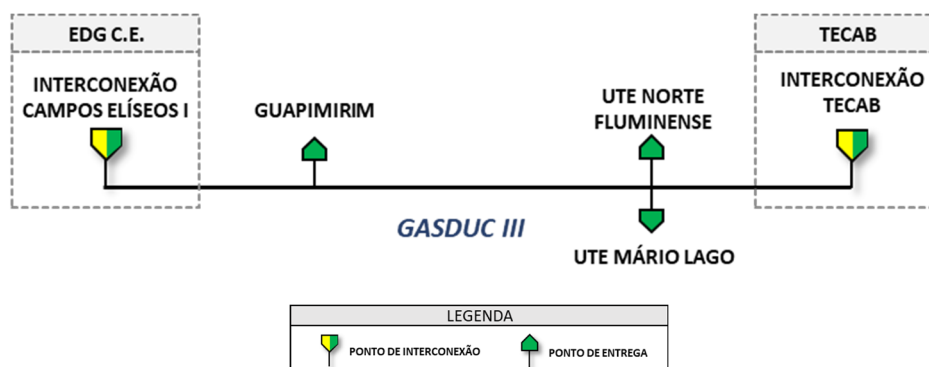 EDG C.E.
INTERCONEXÃO
CAMPOS ELÍSEOS I
GUAPIMIRIM
UTE NORTE
FLUMINENSE
TECAB
INTERCONEXÃO
TECAB
GASDUC III
UTE MÁRIO LAGO
LEGENDA
PONTO DE INTERCONEXÃO
PONTO DE ENTREGA